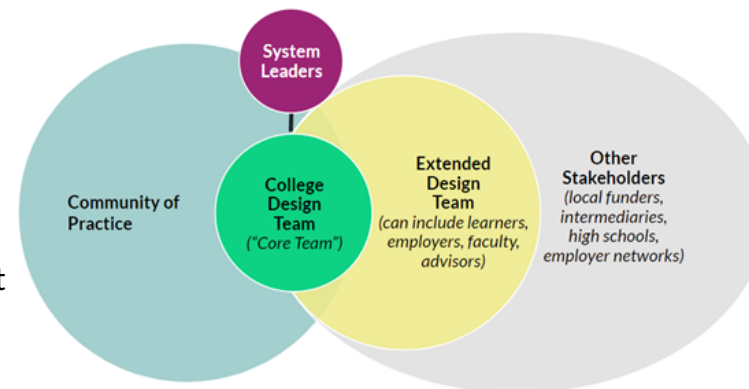 System
Leaders
Community of
Practice
College
Design
Team
("Core Team")
Extended
Design
Team
(can include learners,
employers, faculty,
advisors)
Other
Stakeholders
(local funders,
intermediaries,
high schools,
employer networks)
t